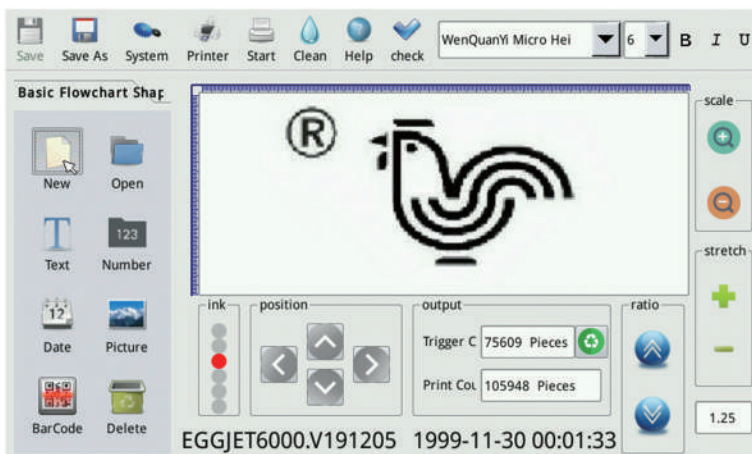 Save Save As System Printer Start Clean Help check WenQuanYi Micro Hei 6 B I U
Basic Flowchart Shap
scale
®
New Open
123
Text Number
stretch
12
Date Picture
BarCode Delete
ink position output ratio
Trigger C 75609 Pieces
Print Cou 105948 Pieces
1.25
EGGJET6000.V191205 1999-11-30 00:01:33